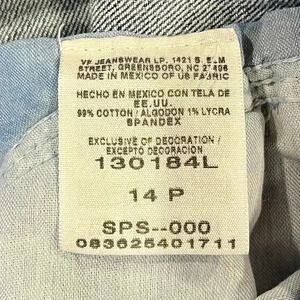 VF JEANSWEAR LP. 1421 S. ELM
STREET, GREENSBORO, NC 27406
MADE IN MEXICO OF US FABRIC
HECHO EN MEXICO CON TELA DE
EE.UU.
99% COTTON / ALGODON 1% LYCRA
SPANDEX
EXCLUSIVE OF DECORATION /
EXCEPTO DECORACION
130184L
14 P
SPS--000
083625401711